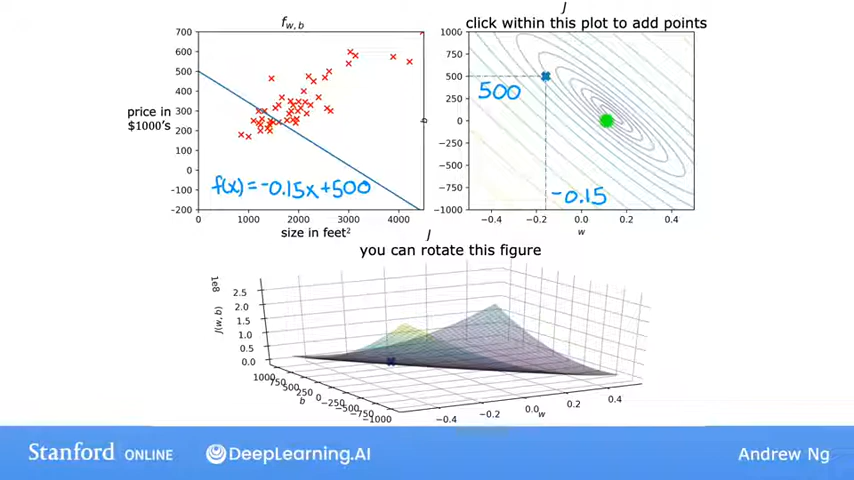 f_{w, b}
J
click within this plot to add points
700
600
500
400
300
200
100
0
-100
-200
price in
$1000's
f(x)=-0.15x+500
0 1000 2000 3000 4000
size in feet²
1000
750
500
250
0
-250
-500
-750
-1000
b
500
-0.15
-0.4 -0.2 0.0 0.2 0.4
w
J
you can rotate this figure
1e8
J(w, b)
2.5
2.0
1.5
1.0
0.5
0.0
1000 750 500 250 0 -250 -500 -750 -1000
b
-0.4 -0.2 0.0 0.2 0.4
w
Stanford ONLINE
DeepLearning.AI
Andrew Ng